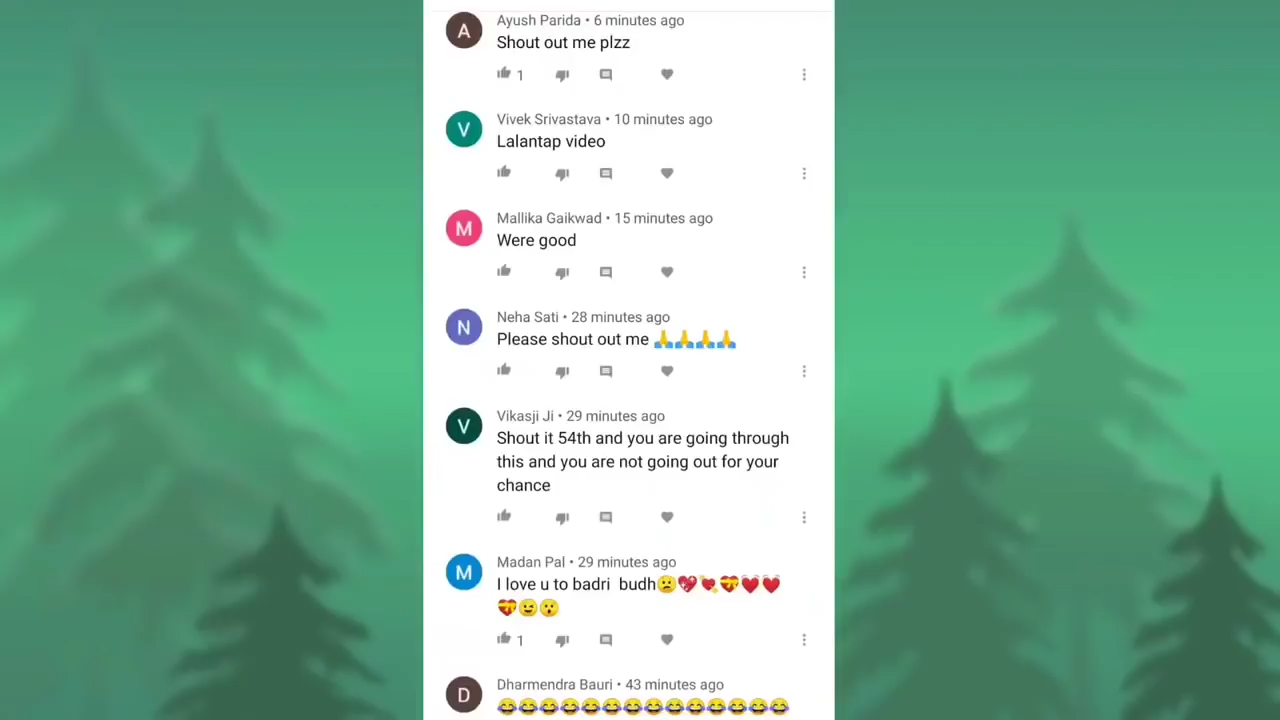 A
Ayush Parida • 6 minutes ago
Shout out me plzz
1
V
Vivek Srivastava • 10 minutes ago
Lalantap video
M
Mallika Gaikwad • 15 minutes ago
Were good
N
Neha Sati • 28 minutes ago
Please shout out me 🙏🙏🙏🙏
V
Vikasji Ji • 29 minutes ago
Shout it 54th and you are going through
this and you are not going out for your
chance
M
Madan Pal • 29 minutes ago
I love u to badri  budh😕💖💘💝💓💓
💝😉😮
1
D
Dharmendra Bauri • 43 minutes ago
😂😂😂😂😂😂😂😂😂😂😂😂😂😂